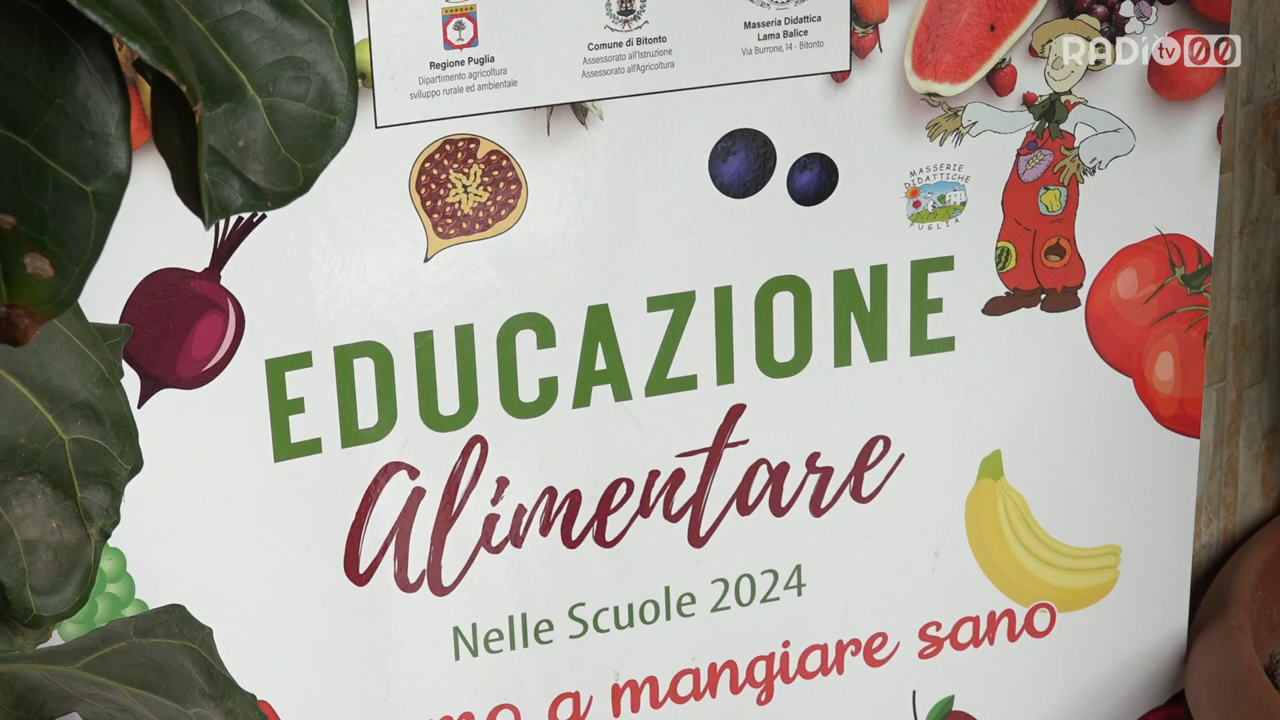 RADIO tv 00
Regione Puglia
Dipartimento agricoltura
sviluppo rurale ed ambientale
Comune di Bitonto
Assessorato all'Istruzione
Assessorato all'Agricoltura
Masseria Didattica
Lama Balice
Via Burrone, 14 - Bitonto
MASSERIE
DIDATTICHE
PUGLIA
EDUCAZIONE
Alimentare
Nelle Scuole 2024
a mangiare sano